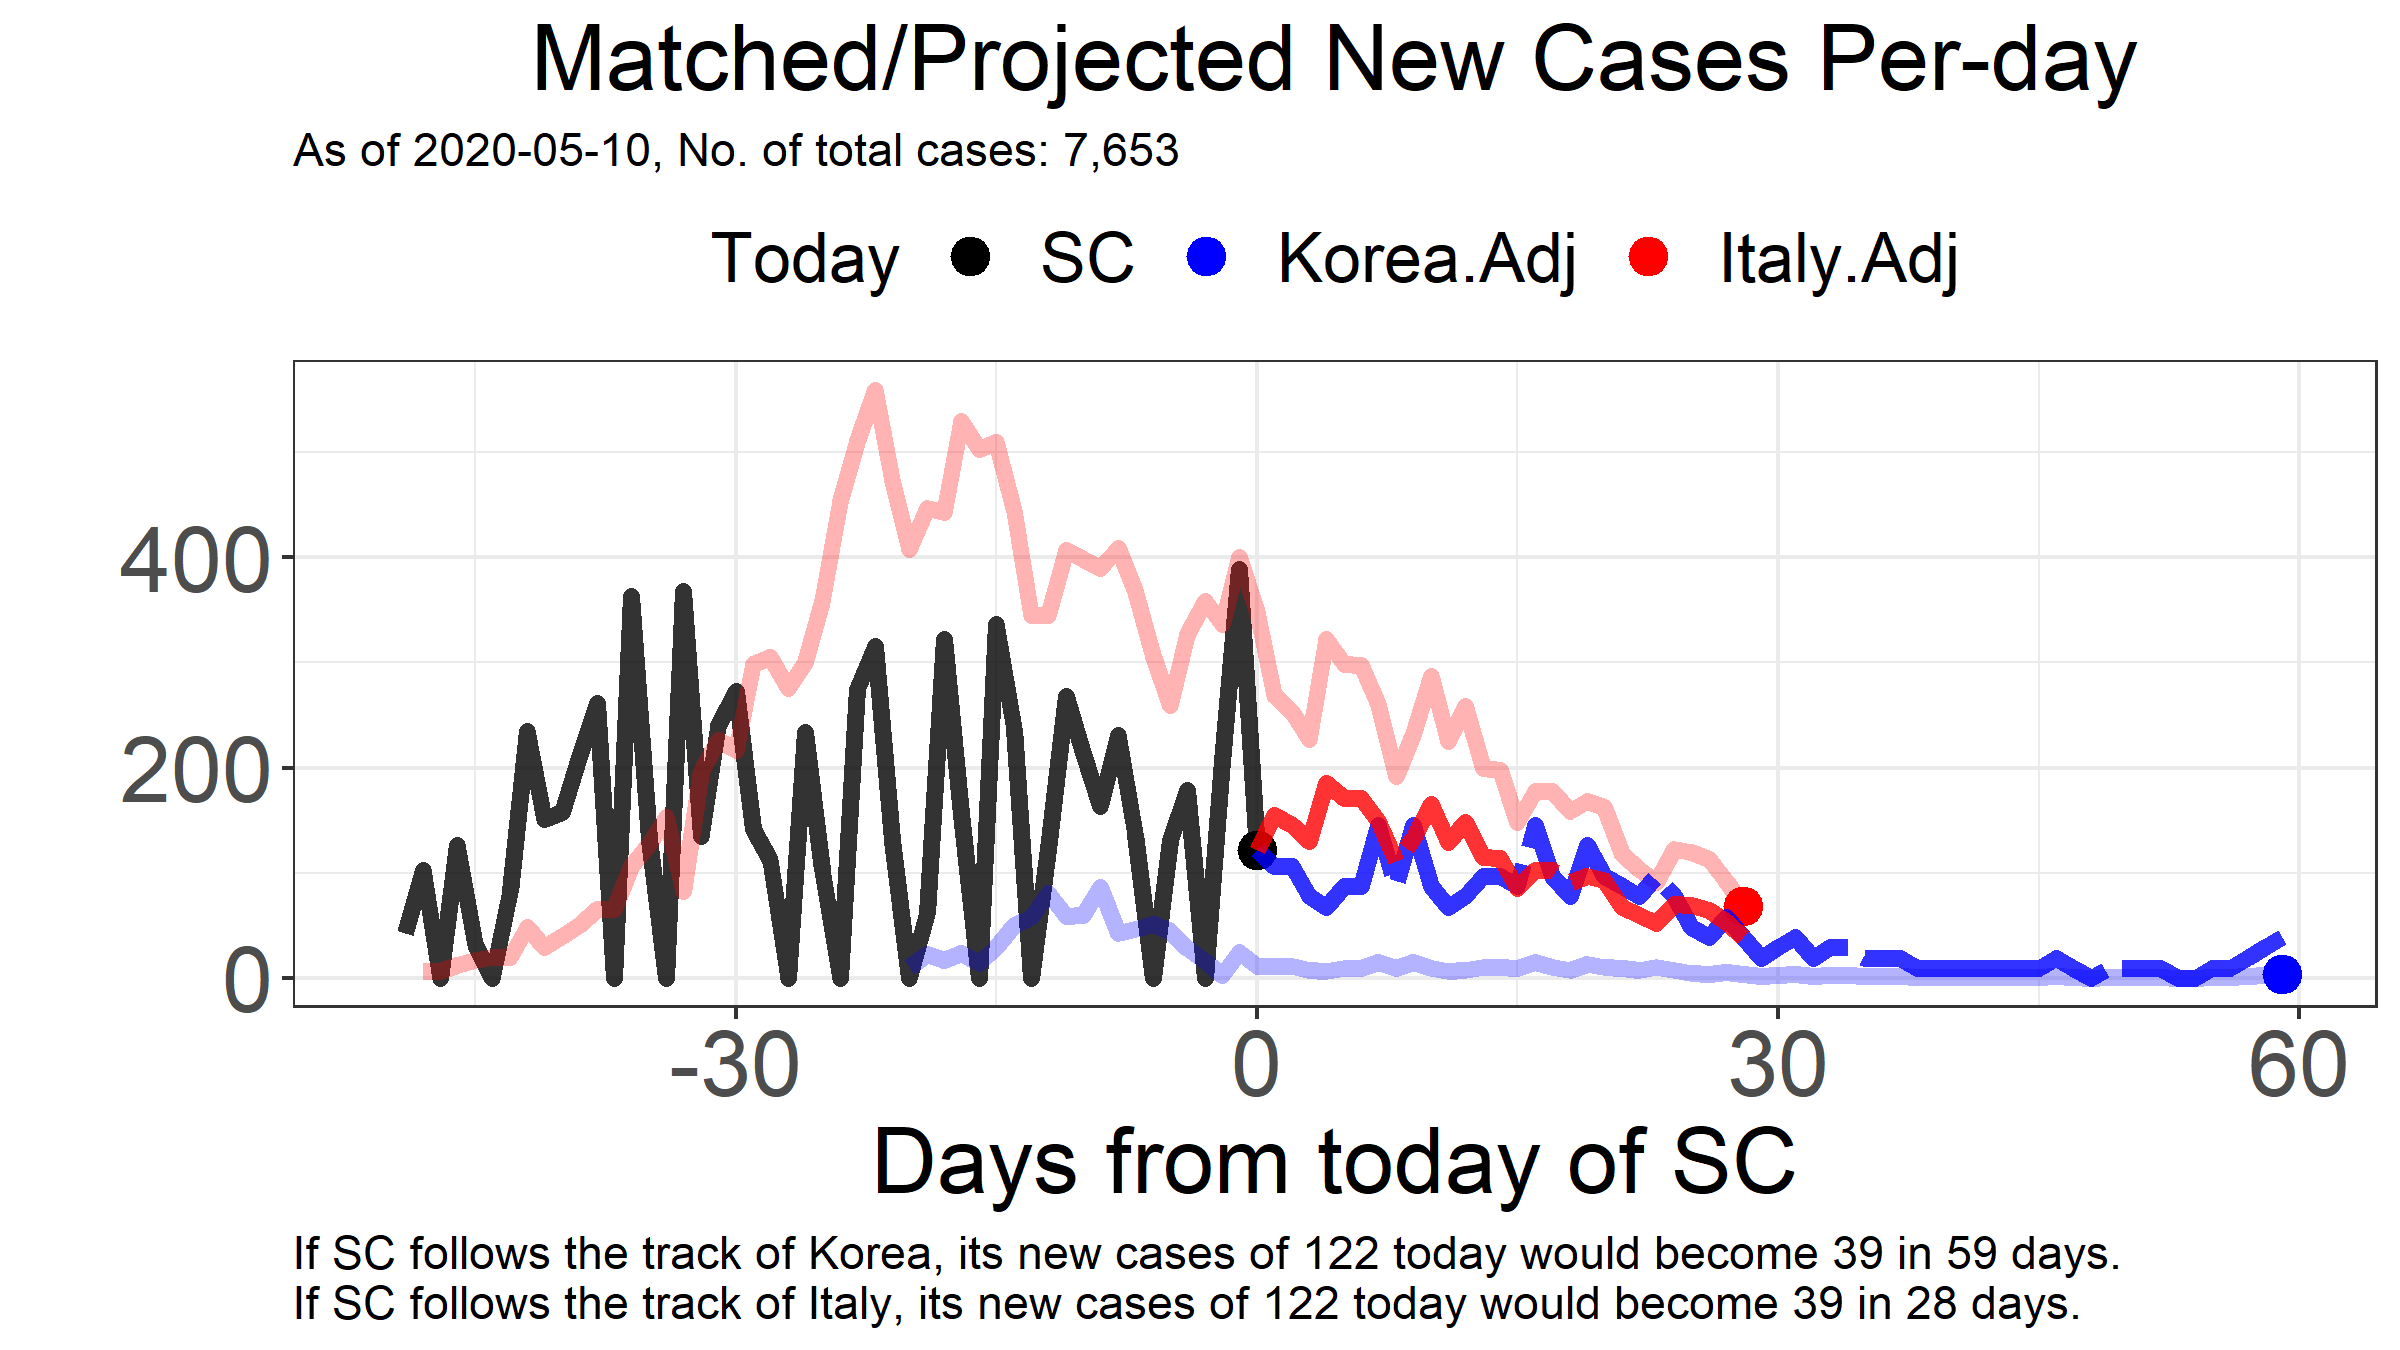 Matched/Projected New Cases Per-day
As of 2020-05-10, No. of total cases: 7,653
Today SC Korea.Adj Italy.Adj
400
200
0
-30 0 30 60
Days from today of SC
If SC follows the track of Korea, its new cases of 122 today would become 39 in 59 days.
If SC follows the track of Italy, its new cases of 122 today would become 39 in 28 days.